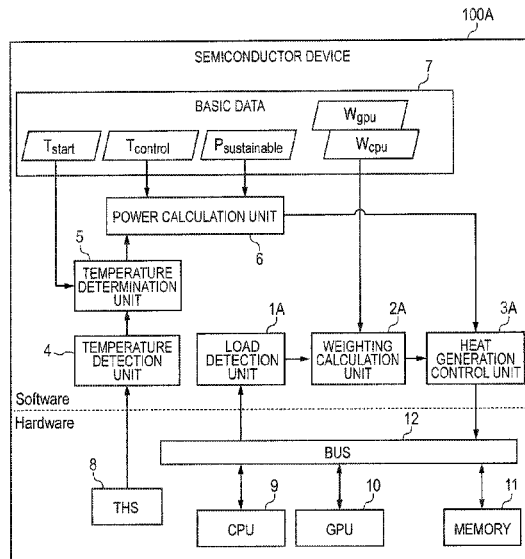 100A
SEMICONDUCTOR DEVICE
7
BASIC DATA
Wgpu
Tstart
Tcontrol
Psustainable
Wcpu
POWER CALCULATION UNIT
6
5
TEMPERATURE
DETERMINATION
UNIT
1A
2A
3A
4
TEMPERATURE
DETECTION
UNIT
LOAD
DETECTION
UNIT
WEIGHTING
CALCULATION
UNIT
HEAT
GENERATION
CONTROL UNIT
Software
Hardware
12
BUS
8
THS
9
CPU
10
GPU
11
MEMORY